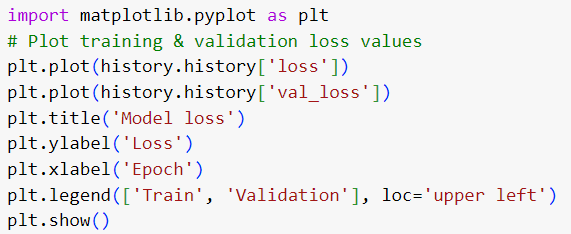 import matplotlib.pyplot as plt
# Plot training & validation loss values
plt.plot(history.history['loss'])
plt.plot(history.history['val_loss'])
plt.title('Model loss')
plt.ylabel('Loss')
plt.xlabel('Epoch')
plt.legend(['Train', 'Validation'], loc='upper left')
plt.show()